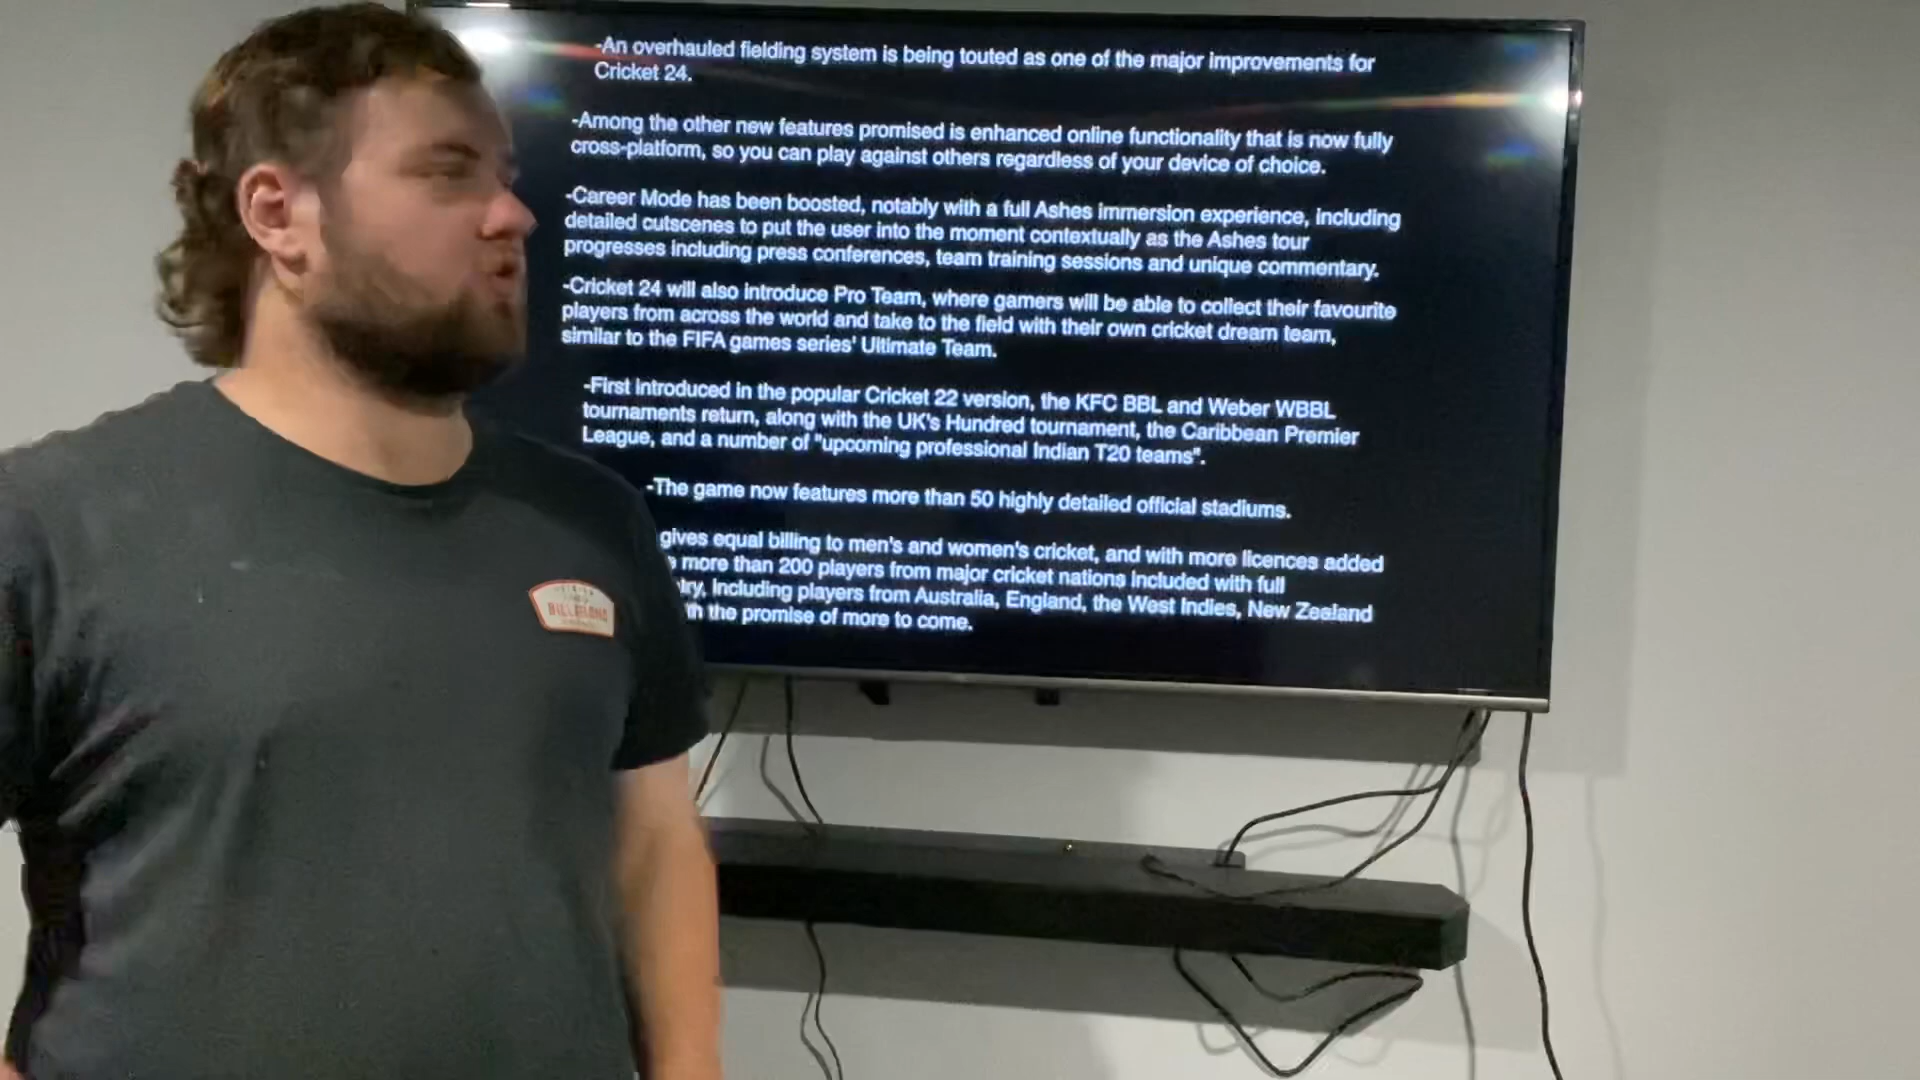 -An overhauled fielding system is being touted as one of the major improvements for
Cricket 24.
-Among the other new features promised is enhanced online functionality that is now fully
cross-platform, so you can play against others regardless of your device of choice.
-Career Mode has been boosted, notably with a full Ashes immersion experience, including
detailed cutscenes to put the user into the moment contextually as the Ashes tour
progresses including press conferences, team training sessions and unique commentary.
-Cricket 24 will also introduce Pro Team, where gamers will be able to collect their favourite
players from across the world and take to the field with their own cricket dream team,
similar to the FIFA games series' Ultimate Team.
-First introduced in the popular Cricket 22 version, the KFC BBL and Weber WBBL
tournaments return, along with the UK's Hundred tournament, the Caribbean Premier
League, and a number of "upcoming professional Indian T20 teams".
-The game now features more than 50 highly detailed official stadiums.
gives equal billing to men's and women's cricket, and with more licences added
more than 200 players from major cricket nations included with full
including players from Australia, England, the West Indies, New Zealand
the promise of more to come.
BILLABONG